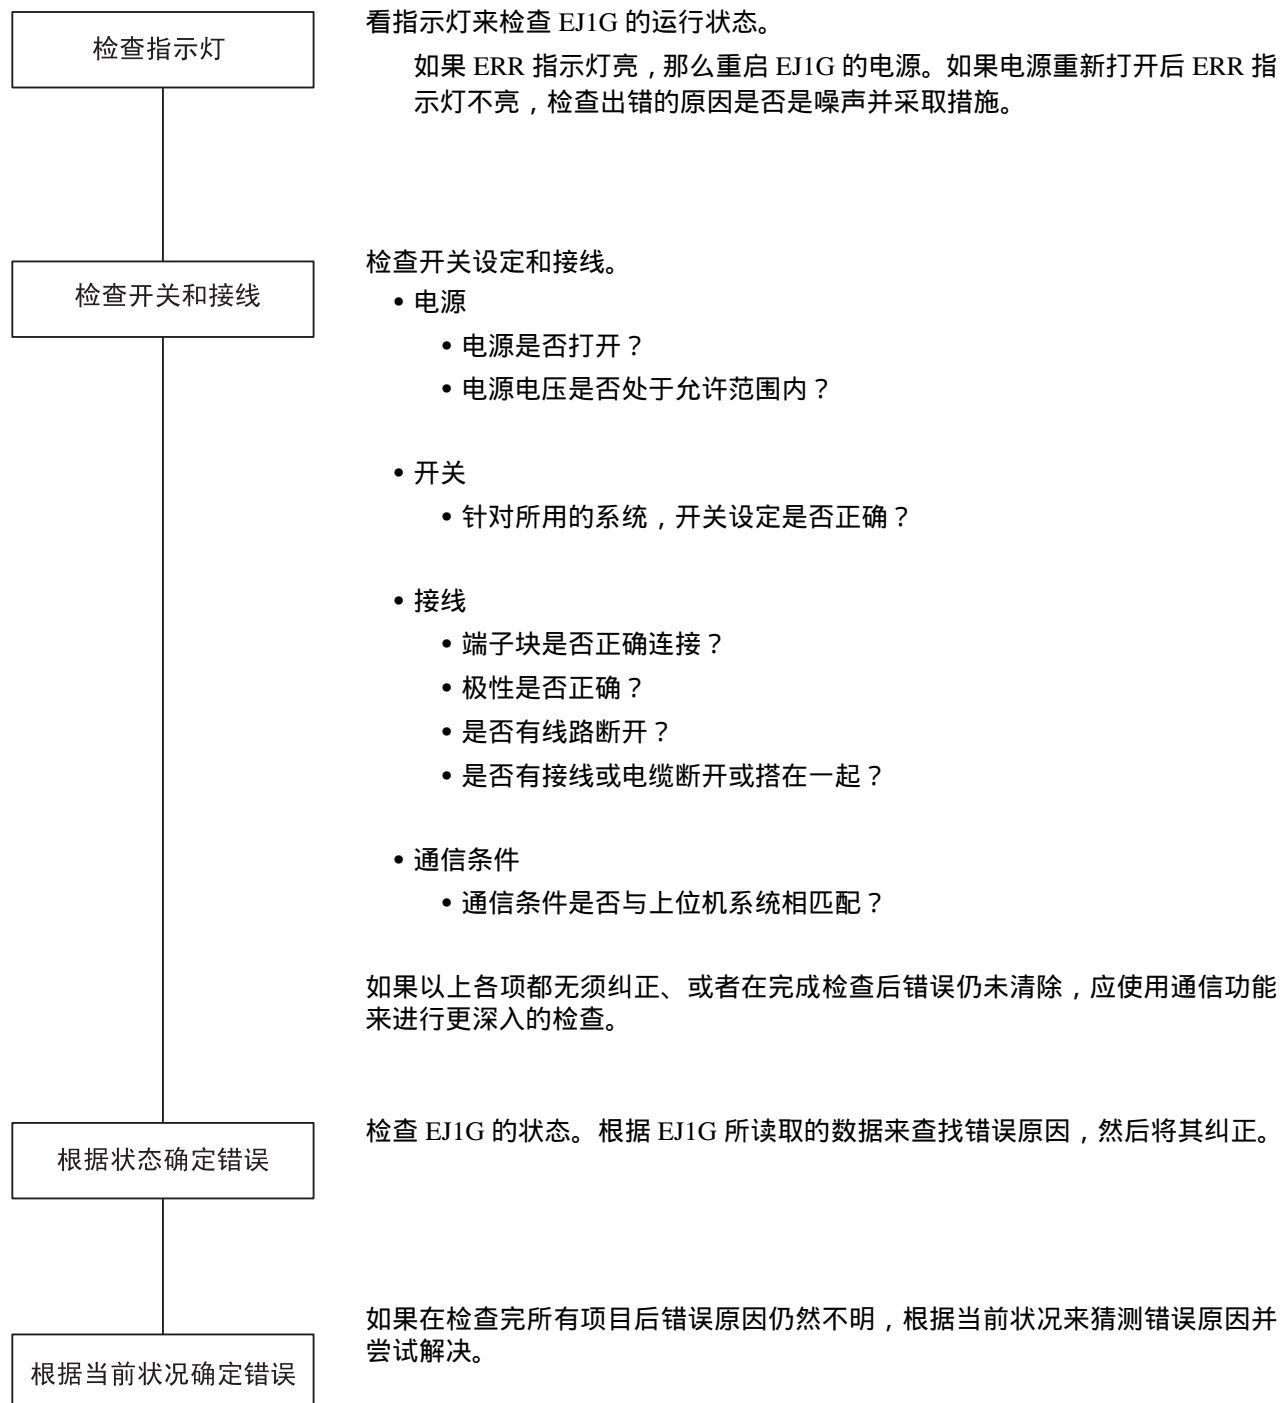 检查指示灯
看指示灯来检查 EJ1G 的运行状态。
如果 ERR 指示灯亮，那么重启 EJ1G 的电源。如果电源重新打开后 ERR 指
示灯不亮，检查出错的原因是否是噪声并采取措施。
检查开关和接线
检查开关设定和接线。
• 电源
• 电源是否打开？
• 电源电压是否处于允许范围内？
• 开关
• 针对所用的系统，开关设定是否正确？
• 接线
• 端子块是否正确连接？
• 极性是否正确？
• 是否有线路断开？
• 是否有接线或电缆断开或搭在一起？
• 通信条件
• 通信条件是否与上位机系统相匹配？
如果以上各项都无须纠正、或者在完成检查后错误仍未清除，应使用通信功能
来进行更深入的检查。
根据状态确定错误
检查 EJ1G 的状态。根据 EJ1G 所读取的数据来查找错误原因，然后将其纠正。
根据当前状况确定错误
如果在检查完所有项目后错误原因仍然不明，根据当前状况来猜测错误原因并
尝试解决。